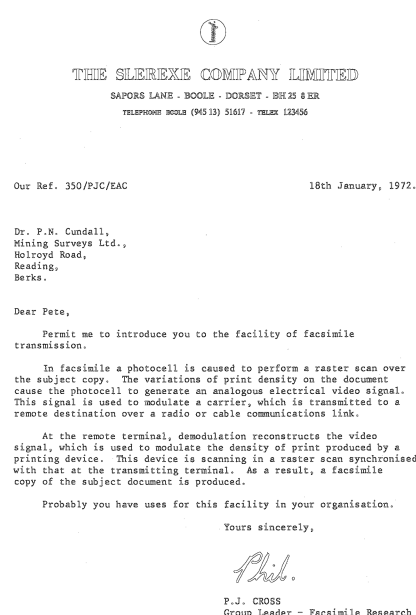 THE SLEREXE COMPANY LIMITED
SAPORS LANE - BOOLE - DORSET - BH 25 8 ER
TELEPHONE BOOLE (945 13) 51617 - TELEX 123456
Our Ref. 350/PJC/EAC 18th January, 1972.
Dr. P.N. Cundall,
Mining Surveys Ltd.,
Holroyd Road,
Reading,
Berks.
Dear Pete,
Permit me to introduce you to the facility of facsimile
transmission.
In facsimile a photocell is caused to perform a raster scan over
the subject copy. The variations of print density on the document
cause the photocell to generate an analogous electrical video signal.
This signal is used to modulate a carrier, which is transmitted to a
remote destination over a radio or cable communications link.
At the remote terminal, demodulation reconstructs the video
signal, which is used to modulate the density of print produced by a
printing device. This device is scanning in a raster scan synchronised
with that at the transmitting terminal. As a result, a facsimile
copy of the subject document is produced.
Probably you have uses for this facility in your organisation.
Yours sincerely,
Phil.
P.J. CROSS
Group Leader - Facsimile Research